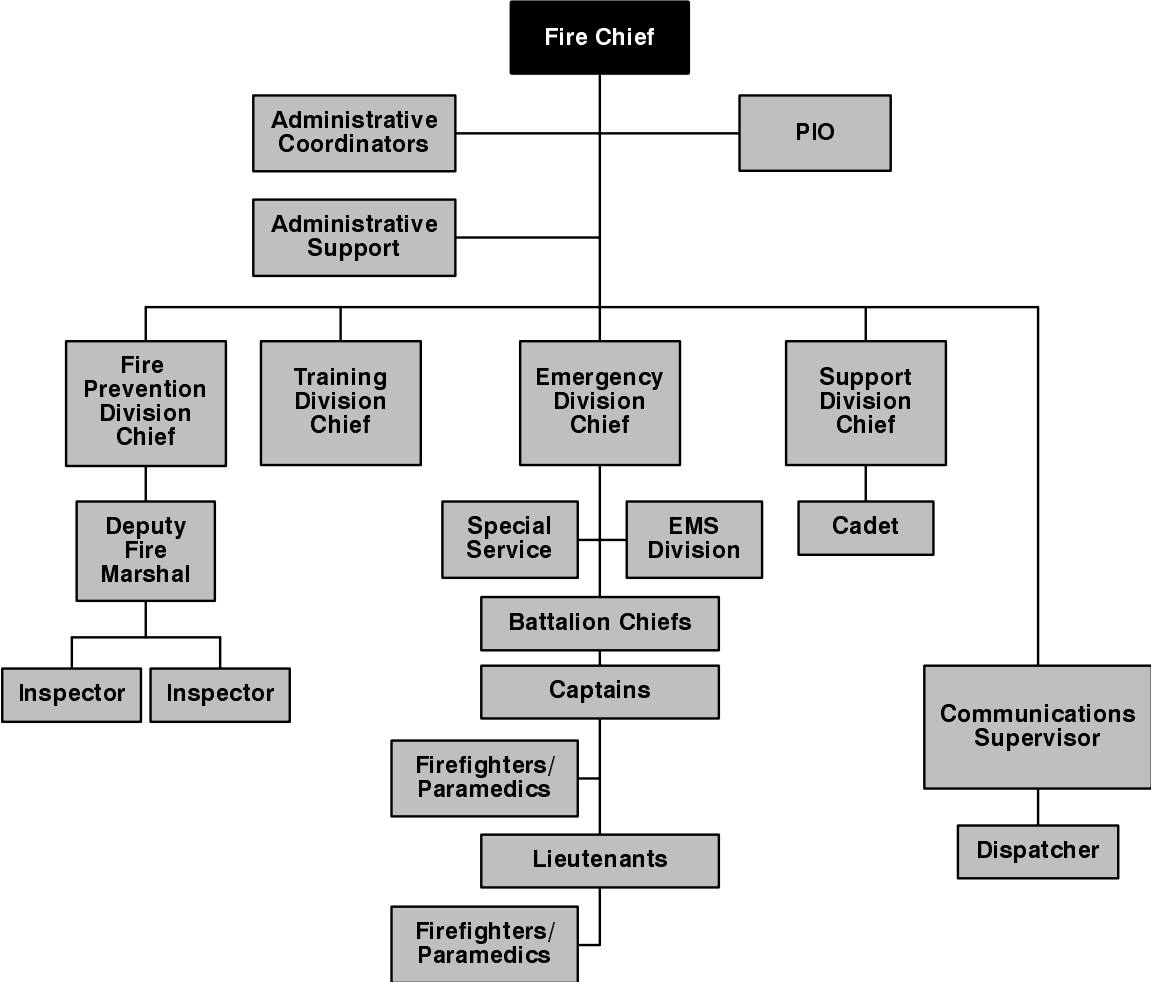 Fire Chief
Administrative
Coordinators
PIO
Administrative
Support
Fire
Prevention
Division
Chief
Training
Division
Chief
Emergency
Division
Chief
Support
Division
Chief
Deputy
Fire
Marshal
Special
Service
EMS
Division
Cadet
Battalion Chiefs
Inspector
Inspector
Captains
Communications
Supervisor
Firefighters/
Paramedics
Lieutenants
Dispatcher
Firefighters/
Paramedics